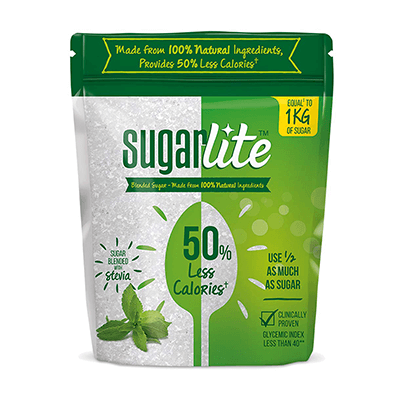 Made from 100% Natural Ingredients,
Provides 50% Less Calories†
EQUAL† TO
1KG
OF SUGAR
sugarlite™
Blended Sugar - Made from 100% Natural Ingredients
SUGAR
BLENDED
WITH
stevia
50%
Less
Calories†
USE 1/2
AS MUCH
AS SUGAR
CLINICALLY
PROVEN
GLYCEMIC INDEX
LESS THAN 40**